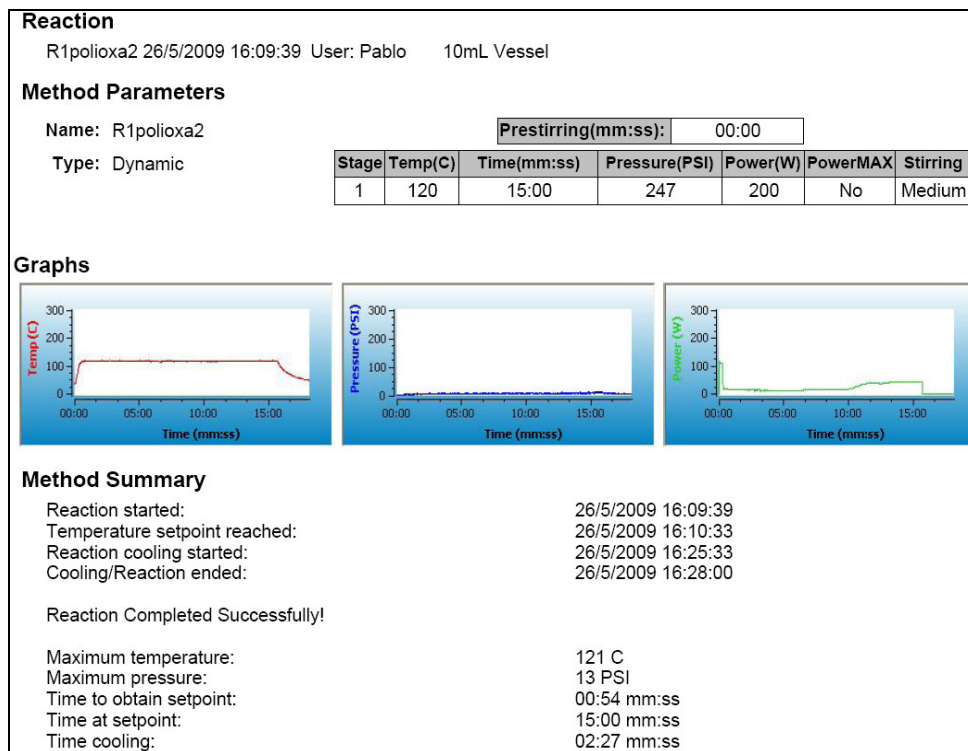 Reaction
R1polioxa2 26/5/2009 16:09:39 User: Pablo 10mL Vessel
Method Parameters
Name: R1polioxa2 Prestirring(mm:ss): 00:00
Type: Dynamic
Stage Temp(C) Time(mm:ss) Pressure(PSI) Power(W) PowerMAX Stirring
1 120 15:00 247 200 No Medium
Graphs
Temp (C)
300
200
100
0
00:00 05:00 10:00 15:00
Time (mm:ss)
Pressure (PSI)
300
200
100
0
00:00 05:00 10:00 15:00
Time (mm:ss)
Power (W)
300
200
100
0
00:00 05:00 10:00 15:00
Time (mm:ss)
Method Summary
Reaction started: 26/5/2009 16:09:39
Temperature setpoint reached: 26/5/2009 16:10:33
Reaction cooling started: 26/5/2009 16:25:33
Cooling/Reaction ended: 26/5/2009 16:28:00
Reaction Completed Successfully!
Maximum temperature: 121 C
Maximum pressure: 13 PSI
Time to obtain setpoint: 00:54 mm:ss
Time at setpoint: 15:00 mm:ss
Time cooling: 02:27 mm:ss